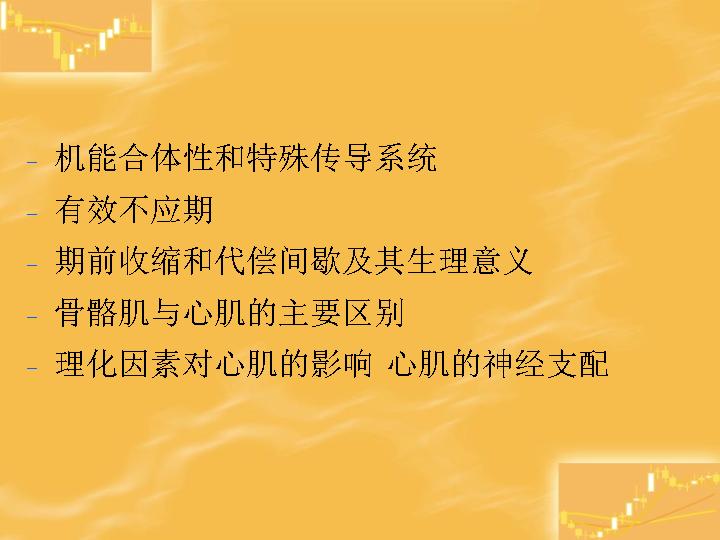 - 机能合体性和特殊传导系统
- 有效不应期
- 期前收缩和代偿间歇及其生理意义
- 骨骼肌与心肌的主要区别
- 理化因素对心肌的影响 心肌的神经支配